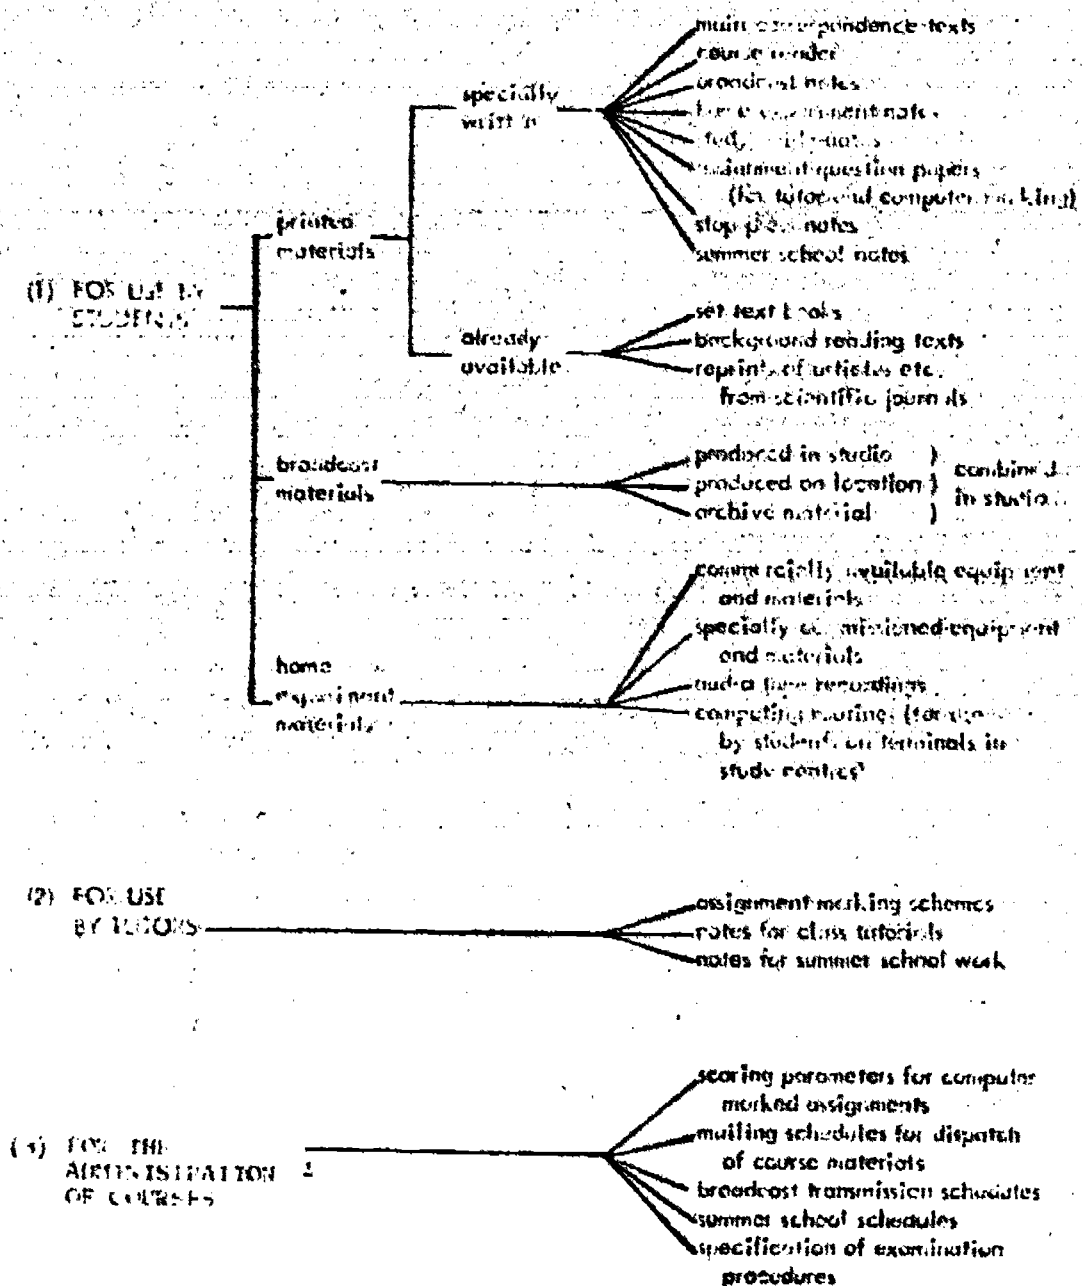 main correspondence texts
course reader
broadcast notes
home experiment notes
specially
written
study guide notes
assignment question papers
(for tutor and computer marking)
stop press notes
summer school notes
printed
materials
(1) FOR USE BY
STUDENTS
already
available
set text books
background reading texts
reprints of articles etc.
from scientific journals
broadcast
materials
produced in studio )
produced on location )
archive material )
combined
in studio
home
experiment
materials
commercially available equipment
and materials
specially commissioned equipment
and materials
audio tape recordings
computing routines (for use
by students on terminals in
study centres)
(2) FOR USE
BY TUTORS
assignment marking schemes
notes for class tutorials
notes for summer school work
(3) FOR THE
ADMINISTRATION
OF COURSES
scoring parameters for computer
marked assignments
mailing schedules for dispatch
of course materials
broadcast transmission schedules
summer school schedules
specification of examination
procedures